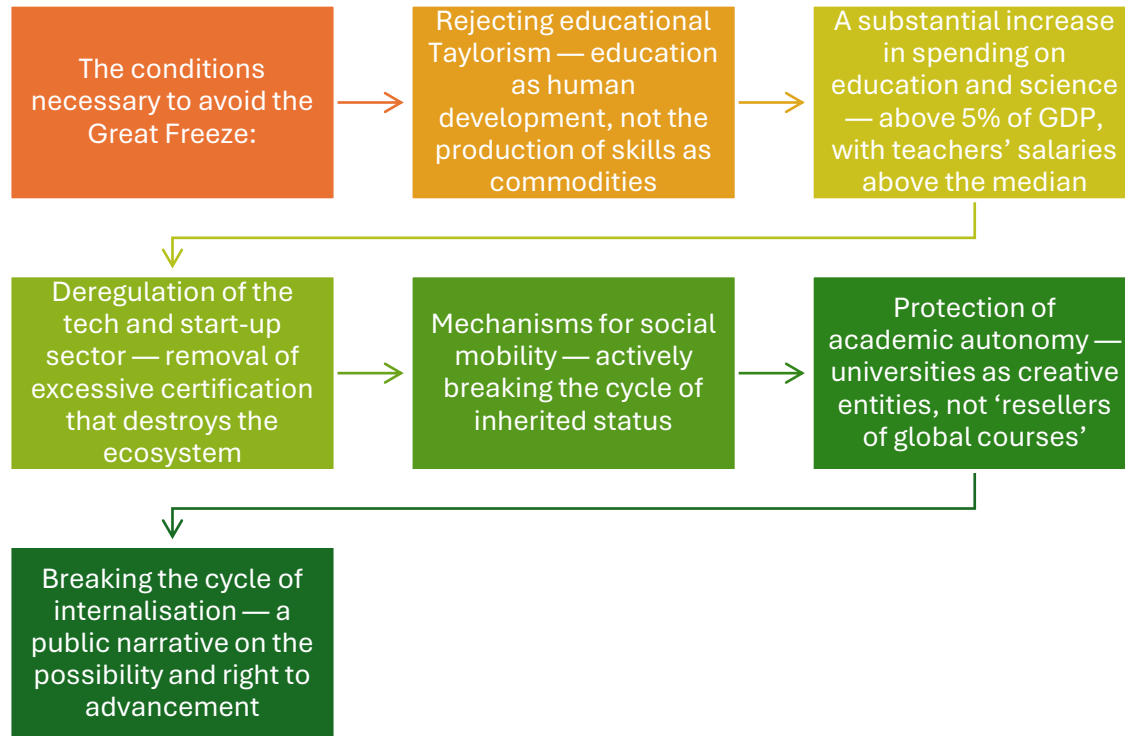 The conditions
necessary to avoid the
Great Freeze:
Rejecting educational
Taylorism — education
as human
development, not the
production of skills as
commodities
A substantial increase
in spending on
education and science
— above 5% of GDP,
with teachers’ salaries
above the median
Deregulation of the
tech and start-up
sector — removal of
excessive certification
that destroys the
ecosystem
Mechanisms for social
mobility — actively
breaking the cycle of
inherited status
Protection of
academic autonomy —
universities as creative
entities, not ‘resellers
of global courses’
Breaking the cycle of
internalisation — a
public narrative on the
possibility and right to
advancement